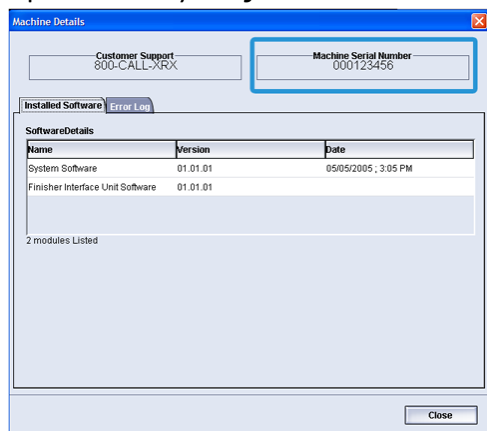 Machine Details
Customer Support
800-CALL-XRX
Machine Serial Number
000123456
Installed Software Error Log
SoftwareDetails
Name Version Date
System Software 01.01.01 05/05/2005 ; 3:05 PM
Finisher Interface Unit Software 01.01.01
2 modules Listed
Close